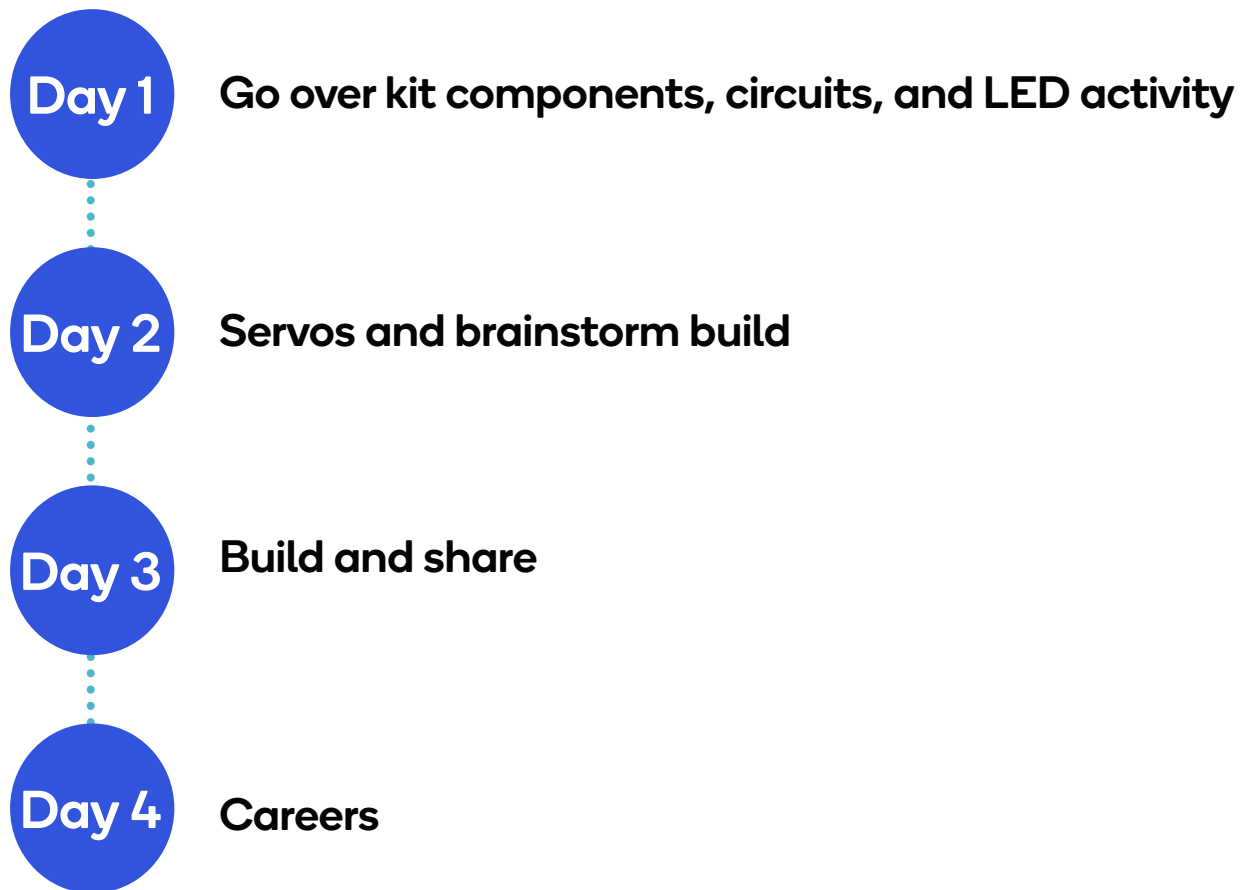 Day 1 Go over kit components, circuits, and LED activity
Day 2 Servos and brainstorm build
Day 3 Build and share
Day 4 Careers